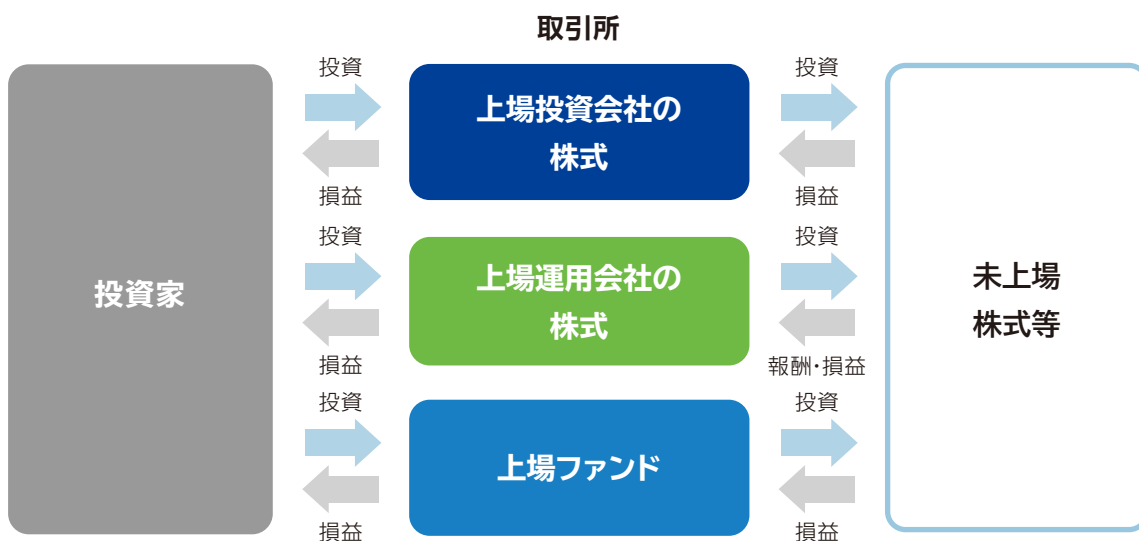 取引所
投資
投資
上場投資会社の
株式
損益
損益
投資
投資
投資家
上場運用会社の
株式
未上場
株式等
損益
報酬・損益
投資
投資
上場ファンド
損益
損益